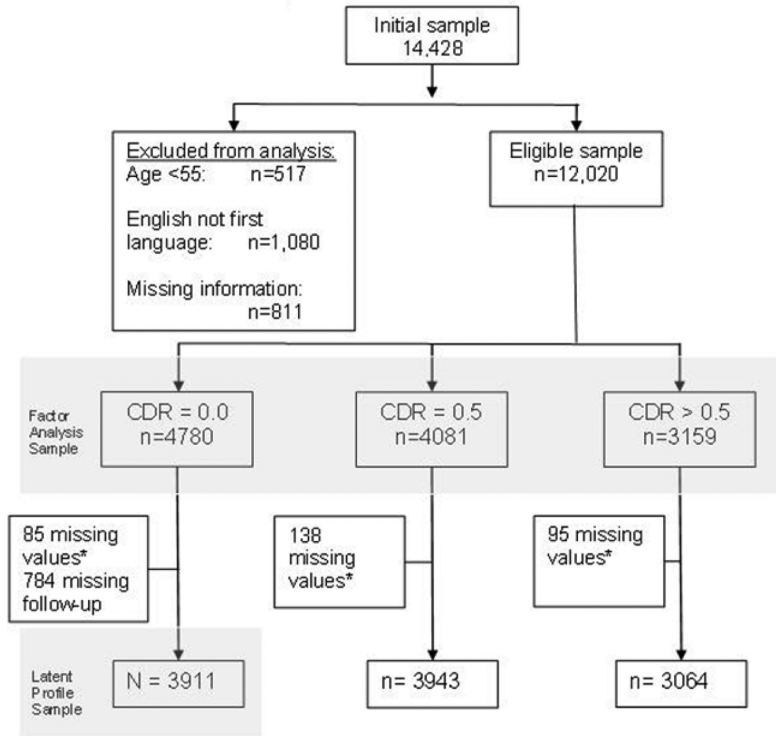 Initial sample
14,428
Excluded from analysis:
Age <55: n=517
English not first
language: n=1,080
Missing information:
n=811
Eligible sample
n=12,020
Factor
Analysis
Sample
CDR = 0.0
n=4780
CDR = 0.5
n=4081
CDR > 0.5
n=3159
85 missing
values*
784 missing
follow-up
138
missing
values*
95 missing
values*
Latent
Profile
Sample
N = 3911
n= 3943
n= 3064